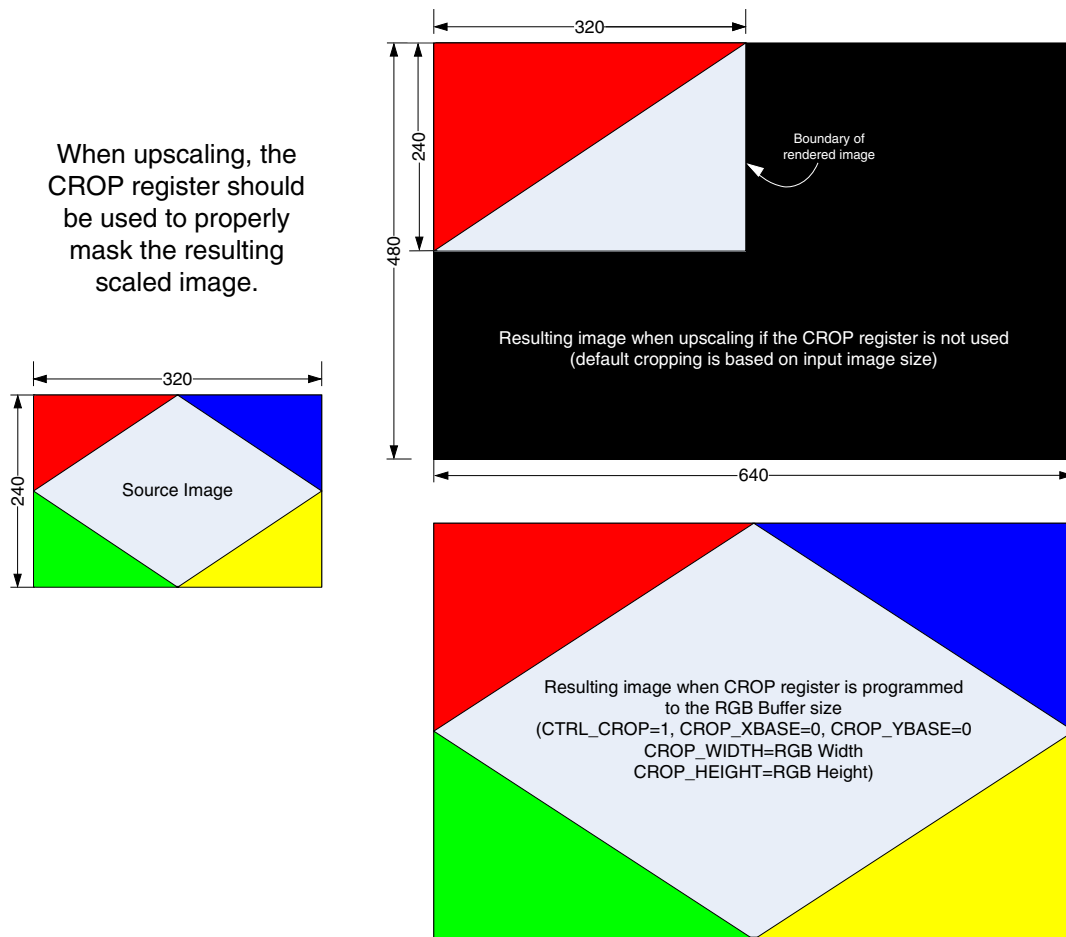 When upscaling, the
CROP register should
be used to properly
mask the resulting
scaled image.
320
240
Source Image
320
240
480
Boundary of
rendered image
Resulting image when upscaling if the CROP register is not used
(default cropping is based on input image size)
640
Resulting image when CROP register is programmed
to the RGB Buffer size
(CTRL_CROP=1, CROP_XBASE=0, CROP_YBASE=0
CROP_WIDTH=RGB Width
CROP_HEIGHT=RGB Height)